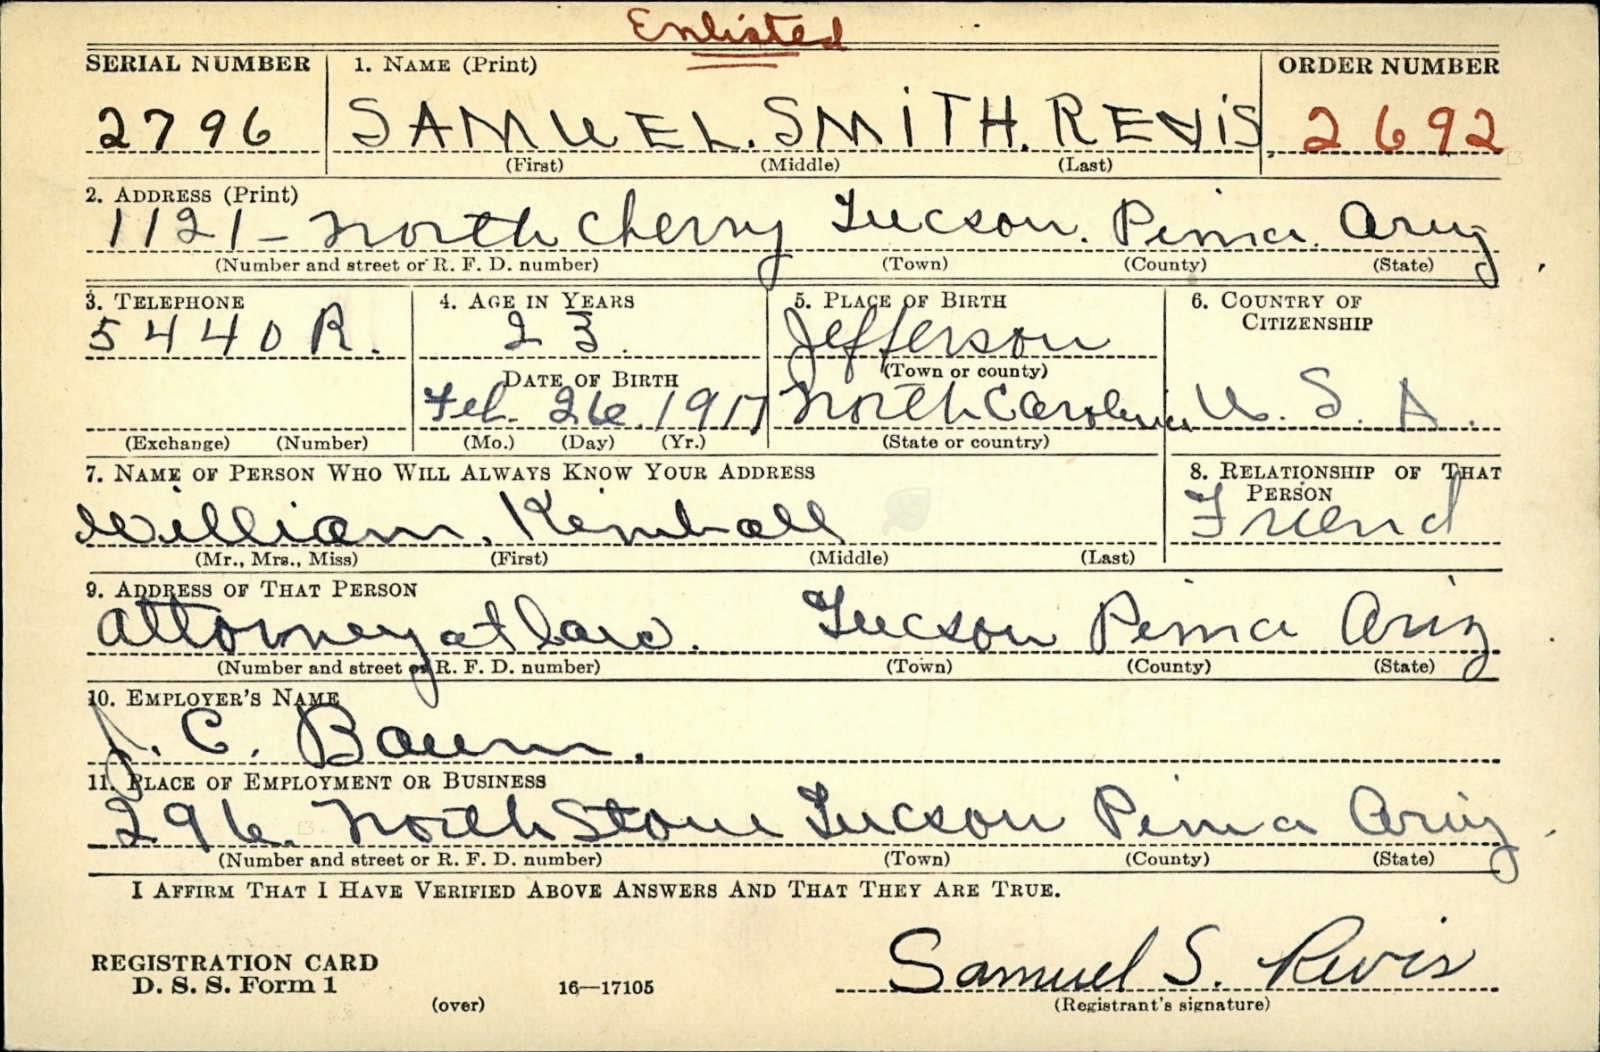 Enlisted
SERIAL NUMBER 1. NAME (Print) ORDER NUMBER
2796 SAMUEL. SMITH. REVIS 2692
(First) (Middle) (Last)
2. ADDRESS (Print)
1121 - North Cherry Tucson. Pima. Ariz
(Number and street or R. F. D. number) (Town) (County) (State)
3. TELEPHONE 4. AGE IN YEARS 5. PLACE OF BIRTH 6. COUNTRY OF
CITIZENSHIP
5440 R. 23. Jefferson
(Town or county)
DATE OF BIRTH
Feb. 26. 1917 North Carolina U. S. A.
(Exchange) (Number) (Mo.) (Day) (Yr.) (State or country)
7. NAME OF PERSON WHO WILL ALWAYS KNOW YOUR ADDRESS 8. RELATIONSHIP OF THAT
PERSON
William. Kimball Friend
(Mr., Mrs., Miss) (First) (Middle) (Last)
9. ADDRESS OF THAT PERSON
Attorney at Law. Tucson Pima Ariz
(Number and street or R. F. D. number) (Town) (County) (State)
10. EMPLOYER'S NAME
J. C. Baum.
11. PLACE OF EMPLOYMENT OR BUSINESS
296. North Stone Tucson Pima Ariz
(Number and street or R. F. D. number) (Town) (County) (State)
I AFFIRM THAT I HAVE VERIFIED ABOVE ANSWERS AND THAT THEY ARE TRUE.
REGISTRATION CARD
D. S. S. Form 1
(over) 16—17105
Samuel S. Revis
(Registrant's signature)